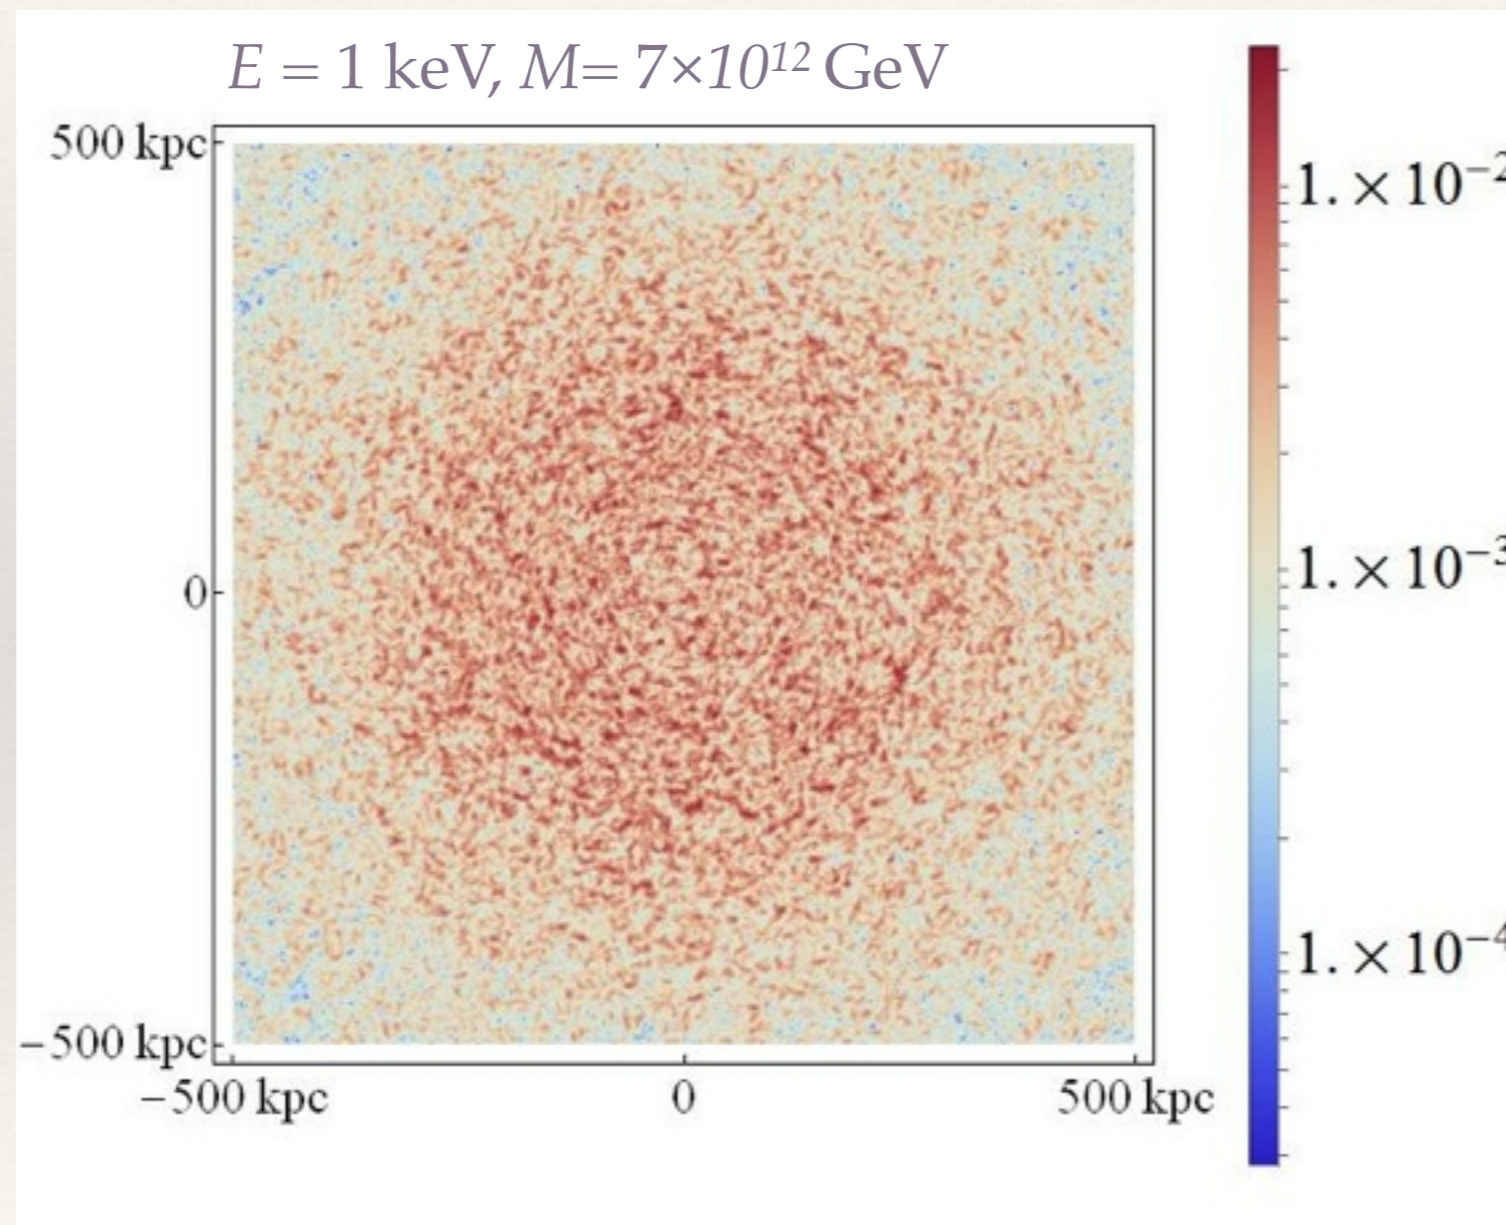 E = 1 keV, M= 7×10¹² GeV
500 kpc
0
−500 kpc
−500 kpc 0 500 kpc
1. × 10⁻²
1. × 10⁻³
1. × 10⁻⁴